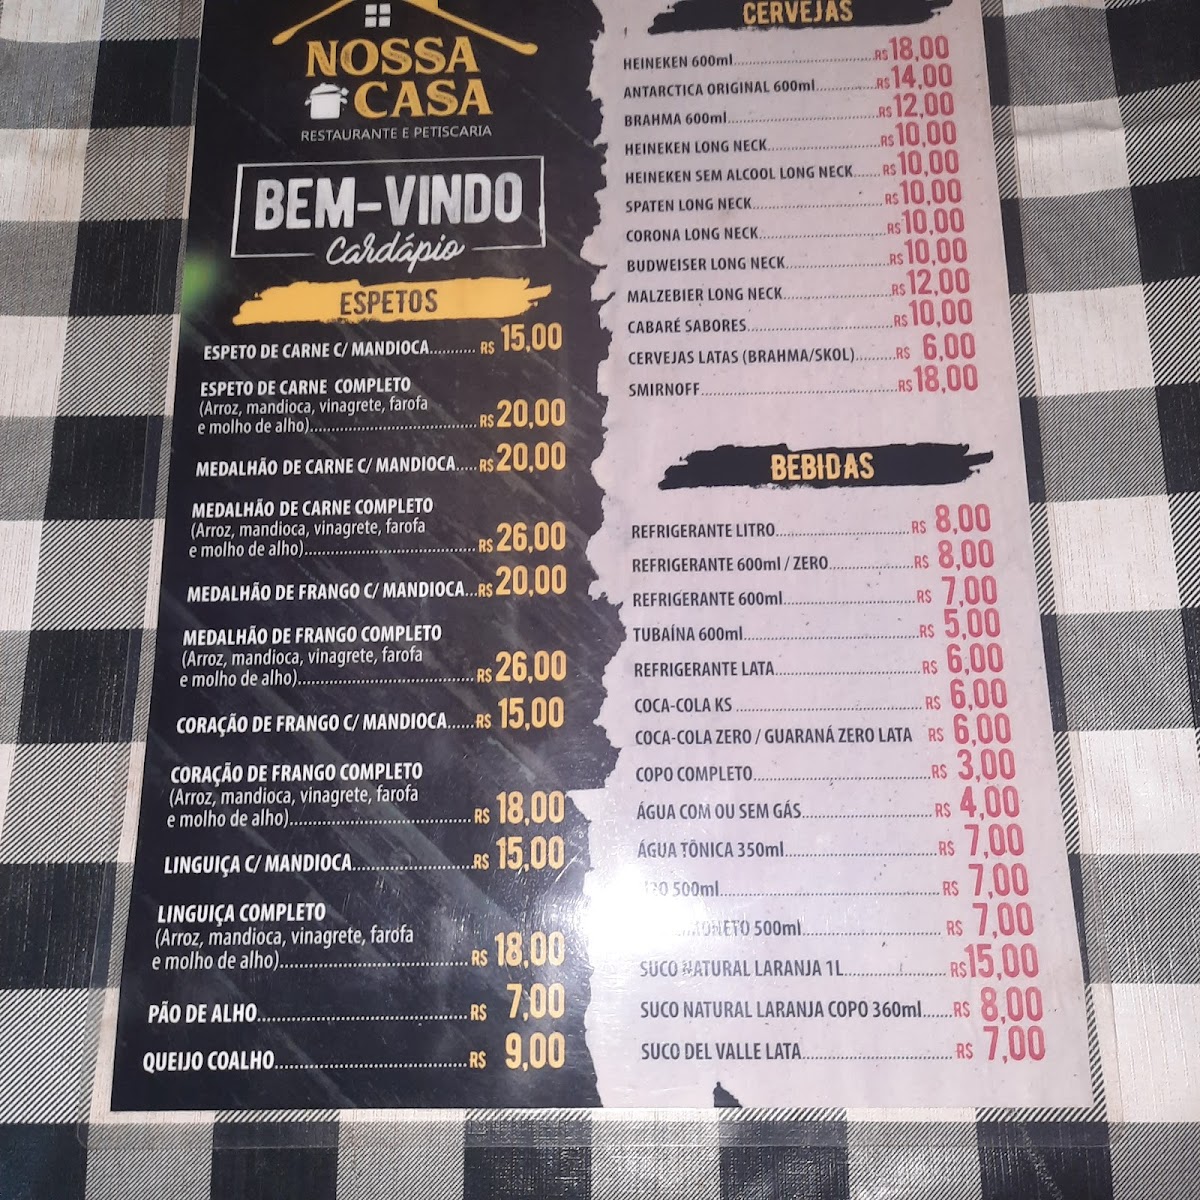 NOSSA
CASA
RESTAURANTE E PETISCARIA
BEM-VINDO
Cardápio
ESPETOS
ESPETO DE CARNE C/ MANDIOCA........... R$ 15,00
ESPETO DE CARNE COMPLETO
(Arroz, mandioca, vinagrete, farofa
e molho de alho)....................................... R$ 20,00
MEDALHÃO DE CARNE C/ MANDIOCA..... R$ 20,00
MEDALHÃO DE CARNE COMPLETO
(Arroz, mandioca, vinagrete, farofa
e molho de alho)........................................ R$ 26,00
MEDALHÃO DE FRANGO C/ MANDIOCA...R$ 20,00
MEDALHÃO DE FRANGO COMPLETO
(Arroz, mandioca, vinagrete, farofa
e molho de alho)......................................... R$ 26,00
CORAÇÃO DE FRANGO C/ MANDIOCA......R$ 15,00
CORAÇÃO DE FRANGO COMPLETO
(Arroz, mandioca, vinagrete, farofa
e molho de alho).......................................... R$ 18,00
LINGUIÇA C/ MANDIOCA............................R$ 15,00
LINGUIÇA COMPLETO
(Arroz, mandioca, vinagrete, farofa
e molho de alho)........................................... R$ 18,00
PÃO DE ALHO................................................ R$ 7,00
QUEIJO COALHO............................................ R$ 9,00
CERVEJAS
HEINEKEN 600ml.................................R$ 18,00
ANTARCTICA ORIGINAL 600ml..............R$ 14,00
BRAHMA 600ml...................................R$ 12,00
HEINEKEN LONG NECK..........................R$ 10,00
HEINEKEN SEM ALCOOL LONG NECK.......R$ 10,00
SPATEN LONG NECK.............................. R$ 10,00
CORONA LONG NECK..............................R$ 10,00
BUDWEISER LONG NECK........................R$ 10,00
MALZEBIER LONG NECK.........................R$ 12,00
CABARÉ SABORES..................................R$ 10,00
CERVEJAS LATAS (BRAHMA/SKOL)..........R$ 6,00
SMIRNOFF..............................................R$ 18,00
BEBIDAS
REFRIGERANTE LITRO............................... R$ 8,00
REFRIGERANTE 600ml / ZERO....................R$ 8,00
REFRIGERANTE 600ml............................... R$ 7,00
TUBAÍNA 600ml........................................ R$ 5,00
REFRIGERANTE LATA..................................R$ 6,00
COCA-COLA KS ........................................... R$ 6,00
COCA-COLA ZERO / GUARANÁ ZERO LATA R$ 6,00
COPO COMPLETO........................................R$ 3,00
ÁGUA COM OU SEM GÁS..............................R$ 4,00
ÁGUA TÔNICA 350ml................................... R$ 7,00
500ml.................................................. R$ 7,00
500ml............................... R$ 7,00
SUCO NATURAL LARANJA 1L.......................R$ 15,00
SUCO NATURAL LARANJA COPO 360ml.......R$ 8,00
SUCO DEL VALLE LATA.................................. R$ 7,00